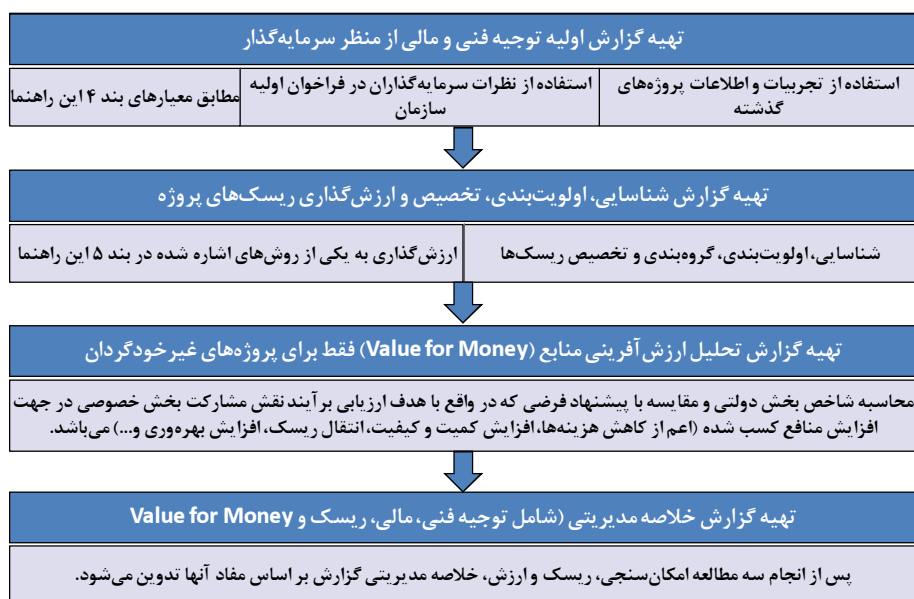 تهیه گزارش اولیه توجیه فنی و مالی از منظر سرمایه‌گذار
استفاده از تجربیات و اطلاعات پروژه‌های
گذشته
استفاده از نظرات سرمایه‌گذاران در فراخوان اولیه
سازمان
مطابق معیارهای بند ۴ این راهنما
تهیه گزارش شناسایی، اولویت‌بندی، تخصیص و ارزش‌گذاری ریسک‌های پروژه
شناسایی، اولویت‌بندی، گروه‌بندی و تخصیص ریسک‌ها
ارزش‌گذاری به یکی از روش‌های اشاره شده در بند ۵ این راهنما
تهیه گزارش تحلیل ارزش‌آفرینی منابع (Value for Money) فقط برای پروژه‌های غیرخودگردان
محاسبه شاخص بخش دولتی و مقایسه با پیشنهاد فرضی که در واقع با هدف ارزیابی برآیند نقش مشارکت بخش خصوصی در جهت
افزایش منافع کسب شده (اعم از کاهش هزینه‌ها، افزایش کمیت و کیفیت، انتقال ریسک، افزایش بهره‌وری و...) می‌باشد.
تهیه گزارش خلاصه مدیریتی (شامل توجیه فنی، مالی، ریسک و Value for Money
پس از انجام سه مطالعه امکان‌سنجی، ریسک و ارزش، خلاصه مدیریتی گزارش بر اساس مفاد آنها تدوین می‌شود.